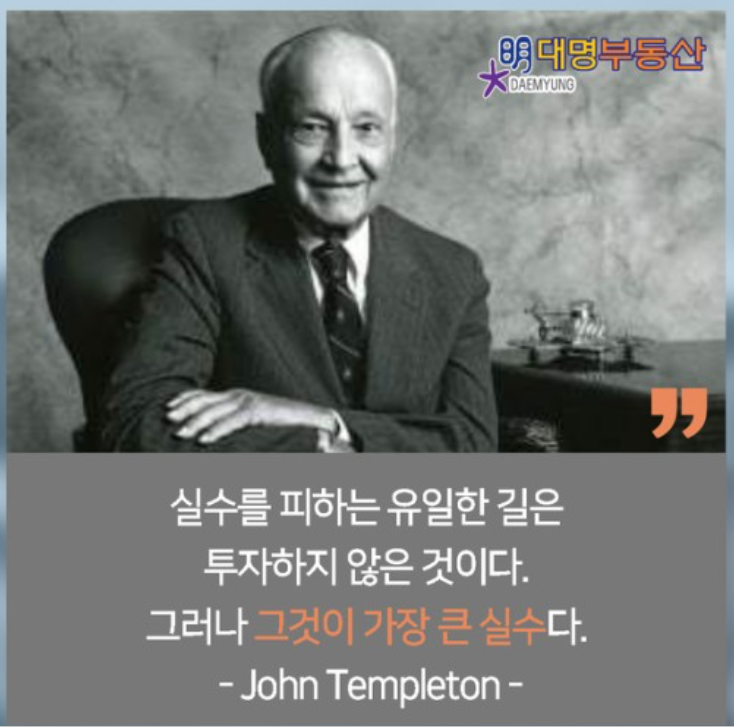 明대명부동산
DAEMYUNG
”
실수를 피하는 유일한 길은
투자하지 않은 것이다.
그러나 그것이 가장 큰 실수다.
- John Templeton -